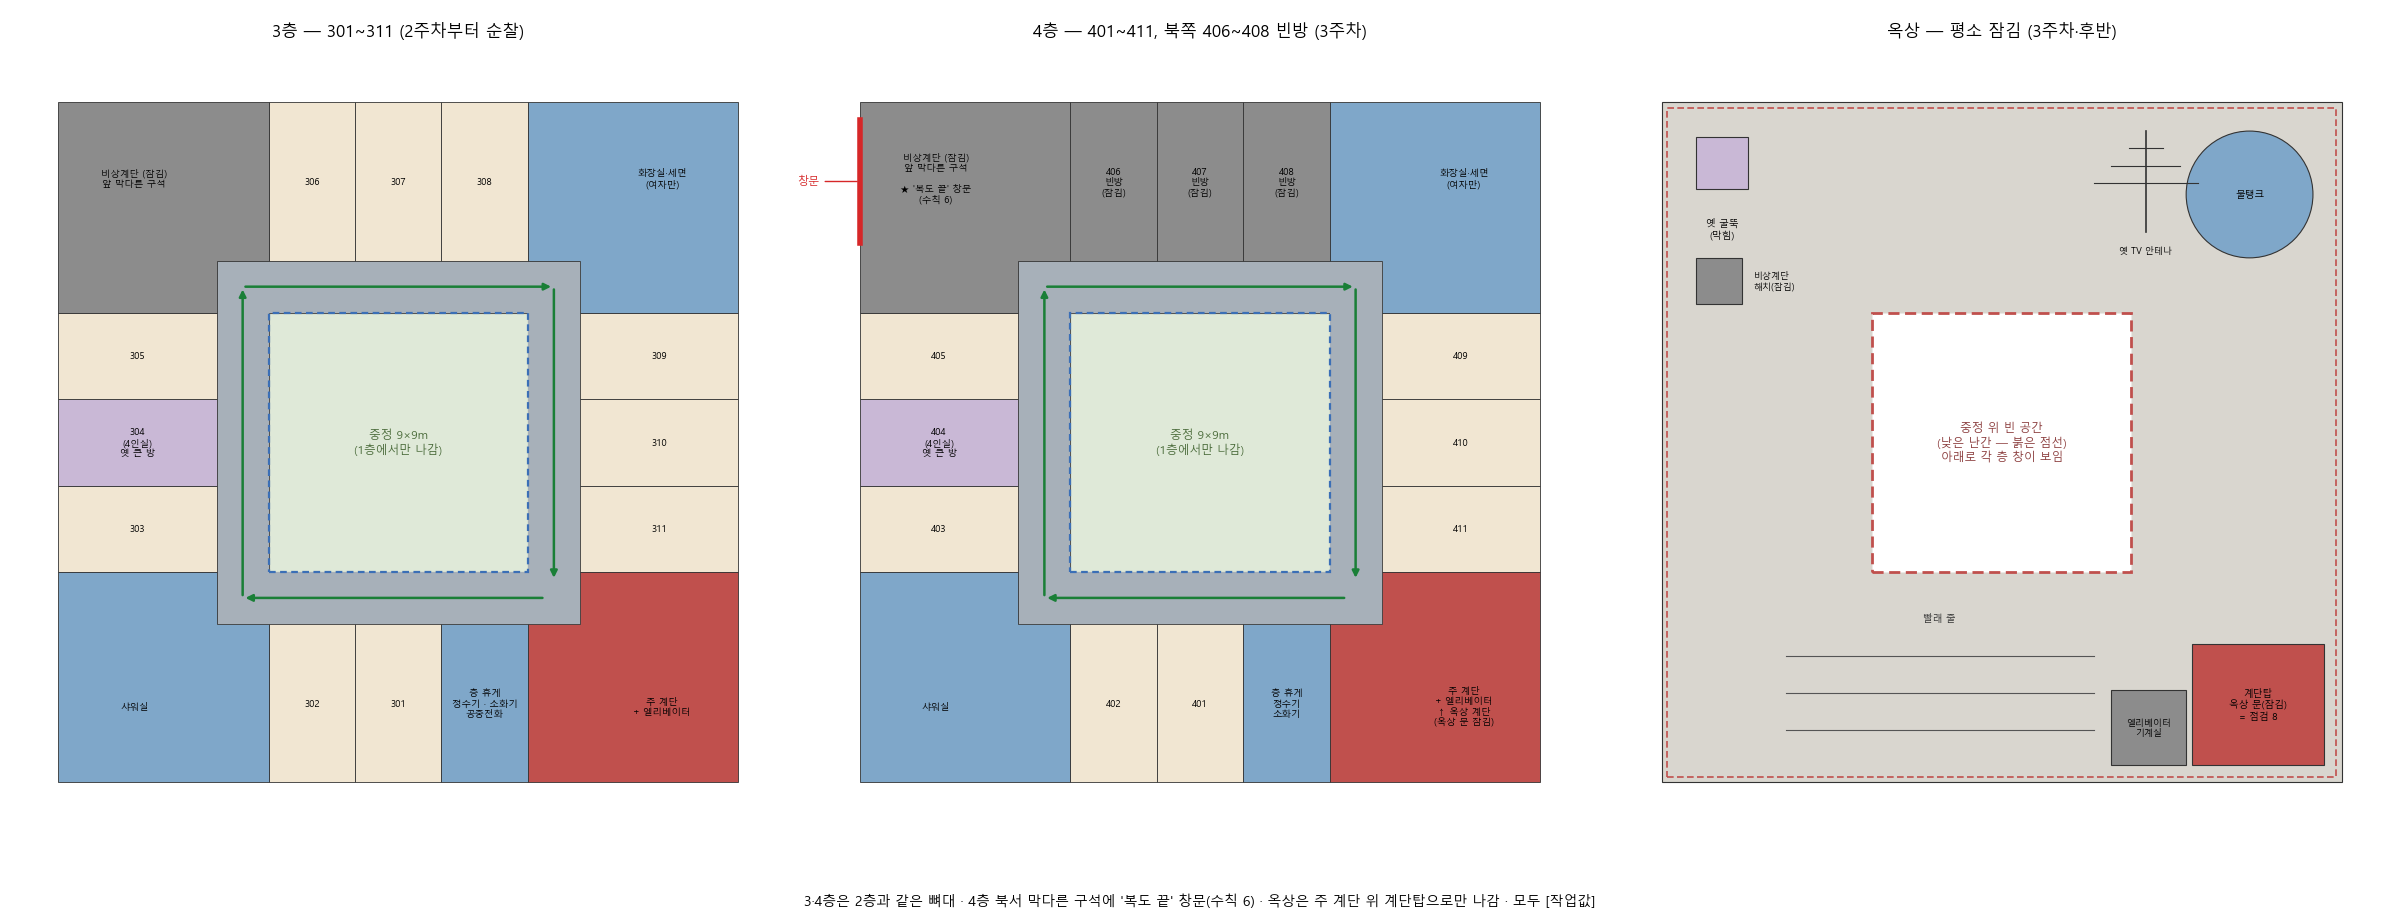 3층 — 301~311 (2주차부터 순찰)
비상계단 (잠김)
앞 막다른 구석
306
307
308
화장실·세면
(여자만)
305
309
304
(4인실)
옛 큰 방
중정 9×9m
(1층에서만 나감)
310
303
311
샤워실
302
301
층 휴게
정수기 · 소화기
공중전화
주 계단
+ 엘리베이터
4층 — 401~411, 북쪽 406~408 빈방 (3주차)
창문
비상계단 (잠김)
앞 막다른 구석
★ '복도 끝' 창문
(수칙 6)
406
빈방
(잠김)
407
빈방
(잠김)
408
빈방
(잠김)
화장실·세면
(여자만)
405
409
404
(4인실)
옛 큰 방
중정 9×9m
(1층에서만 나감)
410
403
411
샤워실
402
401
층 휴게
정수기
소화기
주 계단
+ 엘리베이터
↑ 옥상 계단
(옥상 문 잠김)
옥상 — 평소 잠김 (3주차·후반)
옛 굴뚝
(막힘)
옛 TV 안테나
물탱크
비상계단
해치(잠김)
중정 위 빈 공간
(낮은 난간 — 붉은 점선)
아래로 각 층 창이 보임
빨래 줄
엘리베이터
기계실
계단탑
옥상 문(잠김)
= 점검 8
3·4층은 2층과 같은 뼈대 · 4층 북서 막다른 구석에 '복도 끝' 창문(수칙 6) · 옥상은 주 계단 위 계단탑으로만 나감 · 모두 [작업값]